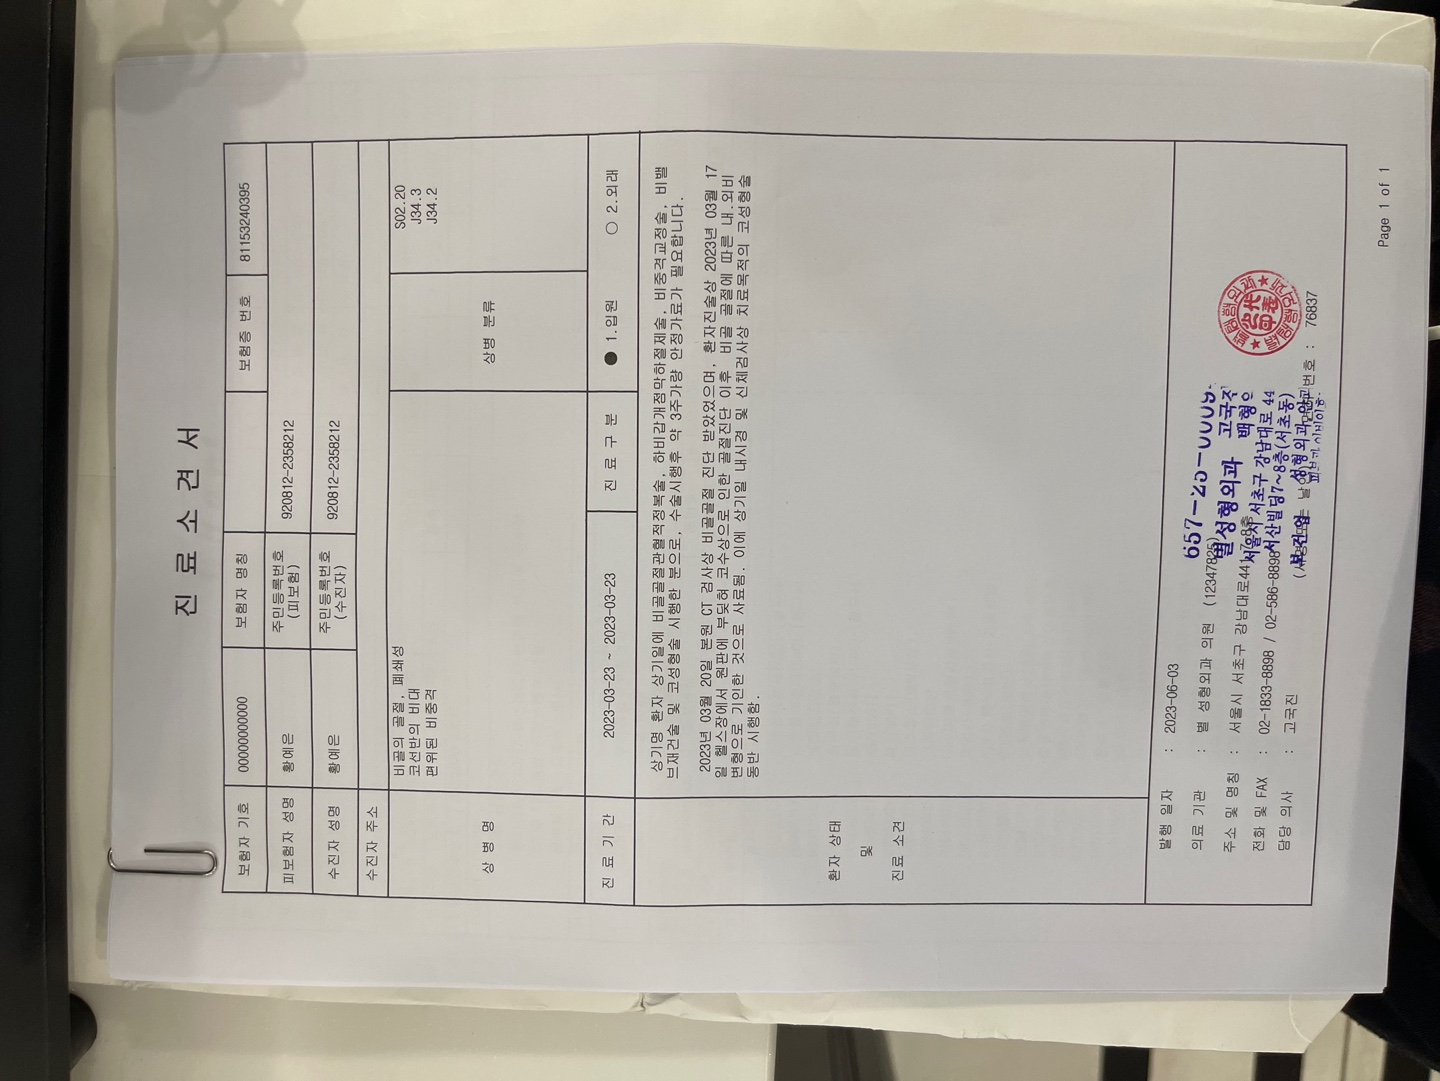 진 료 소 견 서
보험자 기호 00000000000 보험자 명칭 보험증 번호 81153240395
피보험자 성명 황예은 주민등록번호 (피보험) 920812-2358212
수진자 성명 황예은 주민등록번호 (수진자) 920812-2358212
수진자 주소
상 병 명
비골의 골절, 폐쇄성
코선반의 비대
편위된 비중격
상병 분류
S02.20
J34.3
J34.2
진 료 기 간 2023-03-23 ~ 2023-03-23 진 료 구 분 ● 1.입원 ○ 2.외래
환자 상태
및
진료 소견
상기명 환자 상기일에 비골골절관혈적정복술, 하비갑개점막하절제술, 비중격교정술, 비밸
브재건술 및 코성형술 시행한 분으로, 수술시행후 약 3주가량 안정가료가 필요합니다.
2023년 03월 20일 본원 CT 검사상 비골골절 진단 받았었으며, 환자진술상 2023년 03월 17
일 헬스장에서 원판에 부딪혀 코수상으로 인한 골절진단 이후 비골 골절에 따른 내.외비
변형으로 기인한 것으로 사료됨. 이에 상기일 내시경 및 신체검사상 치료목적의 코성형술
동반 시행함.
발행 일자 : 2023-06-03
의료 기관 : 별 성형외과 의원 (12347825)
주소 및 명칭 : 서울시 서초구 강남대로441 7-8층
전화 및 FAX : 02-1833-8898 / 02-586-8898
담당 의사 : 고국진 면허 번호 : 76837
657-25-0009
별성형외과 고국
백형
서울시 서초구 강남대로 44
서산빌딩7~8층(서초동)
보건업 성형외과
Page 1 of 1